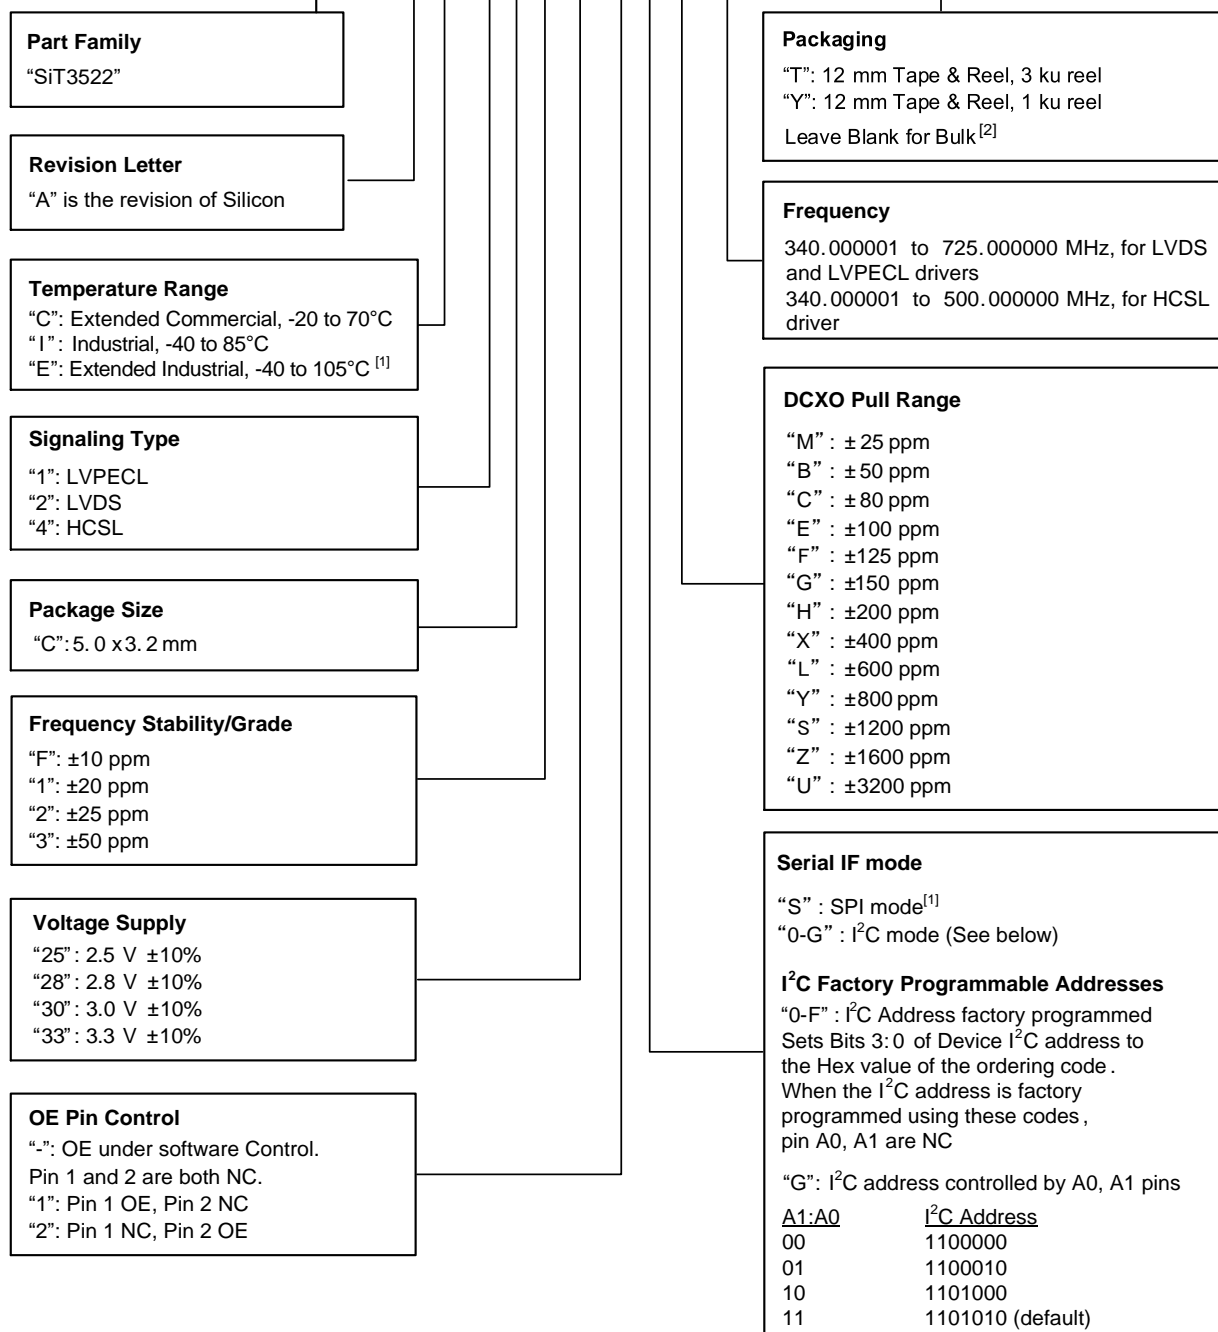 Part Family
“SiT3522”
Revision Letter
“A” is the revision of Silicon
Temperature Range
“C”: Extended Commercial, -20 to 70°C
“I”: Industrial, -40 to 85°C
“E”: Extended Industrial, -40 to 105°C [1]
Signaling Type
“1”: LVPECL
“2”: LVDS
“4”: HCSL
Package Size
“C”: 5.0 x 3.2 mm
Frequency Stability/Grade
“F”: ±10 ppm
“1”: ±20 ppm
“2”: ±25 ppm
“3”: ±50 ppm
Voltage Supply
“25”: 2.5 V ±10%
“28”: 2.8 V ±10%
“30”: 3.0 V ±10%
“33”: 3.3 V ±10%
OE Pin Control
“-”: OE under software Control.
Pin 1 and 2 are both NC.
“1”: Pin 1 OE, Pin 2 NC
“2”: Pin 1 NC, Pin 2 OE
Packaging
“T”: 12 mm Tape & Reel, 3 ku reel
“Y”: 12 mm Tape & Reel, 1 ku reel
Leave Blank for Bulk [2]
Frequency
340.000001 to 725.000000 MHz, for LVDS
and LVPECL drivers
340.000001 to 500.000000 MHz, for HCSL
driver
DCXO Pull Range
“M” : ± 25 ppm
“B” : ± 50 ppm
“C” : ± 80 ppm
“E” : ±100 ppm
“F” : ±125 ppm
“G” : ±150 ppm
“H” : ±200 ppm
“X” : ±400 ppm
“L” : ±600 ppm
“Y” : ±800 ppm
“S” : ±1200 ppm
“Z” : ±1600 ppm
“U” : ±3200 ppm
Serial IF mode
“S” : SPI mode[1]
“0-G” : I²C mode (See below)
I²C Factory Programmable Addresses
“0-F” : I²C Address factory programmed
Sets Bits 3:0 of Device I²C address to
the Hex value of the ordering code.
When the I²C address is factory
programmed using these codes,
pin A0, A1 are NC
“G”: I²C address controlled by A0, A1 pins
A1:A0 I²C Address
00 1100000
01 1100010
10 1101000
11 1101010 (default)